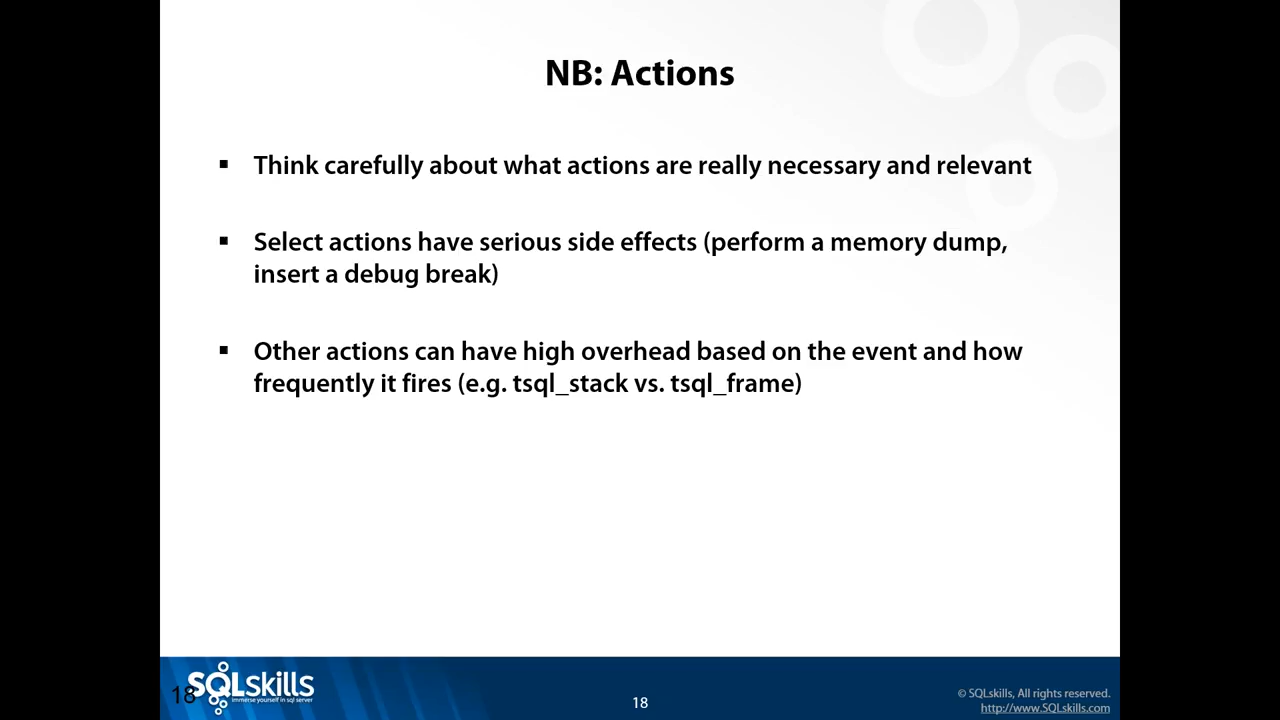 NB: Actions
▪ Think carefully about what actions are really necessary and relevant
▪ Select actions have serious side effects (perform a memory dump,
insert a debug break)
▪ Other actions can have high overhead based on the event and how
frequently it fires (e.g. tsql_stack vs. tsql_frame)
18
SQLskills
immerse yourself in sql server
18
© SQLskills, All rights reserved.
http://www.SQLskills.com